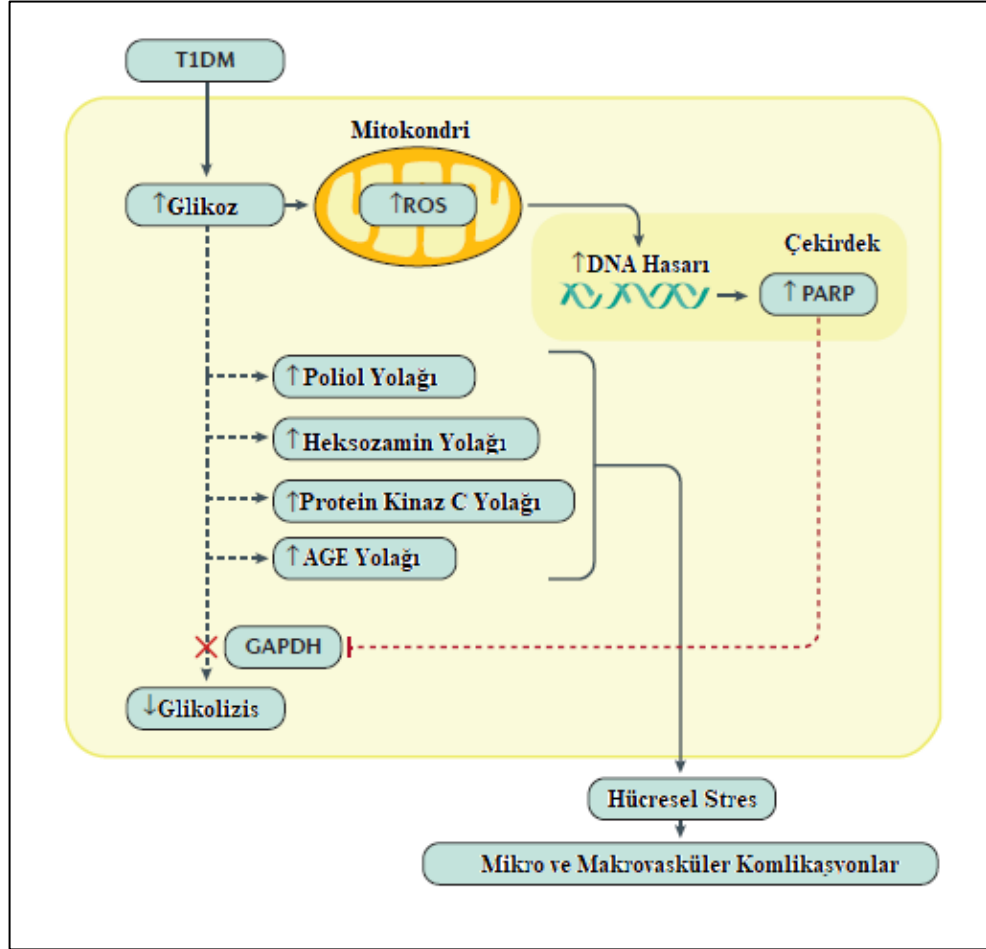 T1DM
Mitokondri
↑Glikoz
↑ROS
Çekirdek
↑DNA Hasarı
↑ PARP
↑Poliol Yolağı
↑Heksozamin Yolağı
↑Protein Kinaz C Yolağı
↑AGE Yolağı
GAPDH
↓Glikolizis
Hücresel Stres
Mikro ve Makrovasküler Komlikaşvonlar